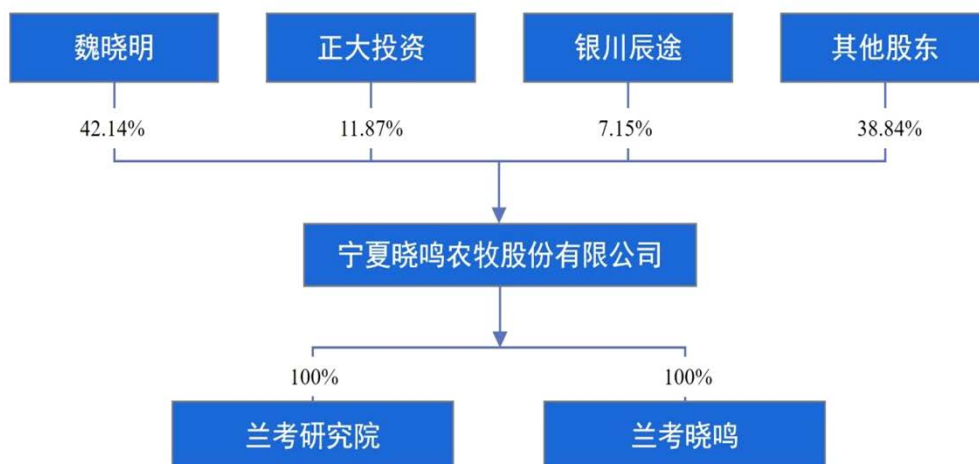 魏晓明
正大投资
银川辰途
其他股东
42.14%
11.87%
7.15%
38.84%
宁夏晓鸣农牧股份有限公司
100%
100%
兰考研究院
兰考晓鸣